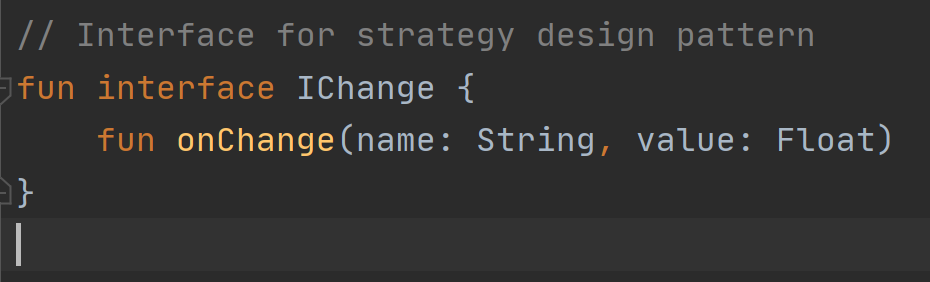 // Interface for strategy design pattern
fun interface IChange {
    fun onChange(name: String, value: Float)
}